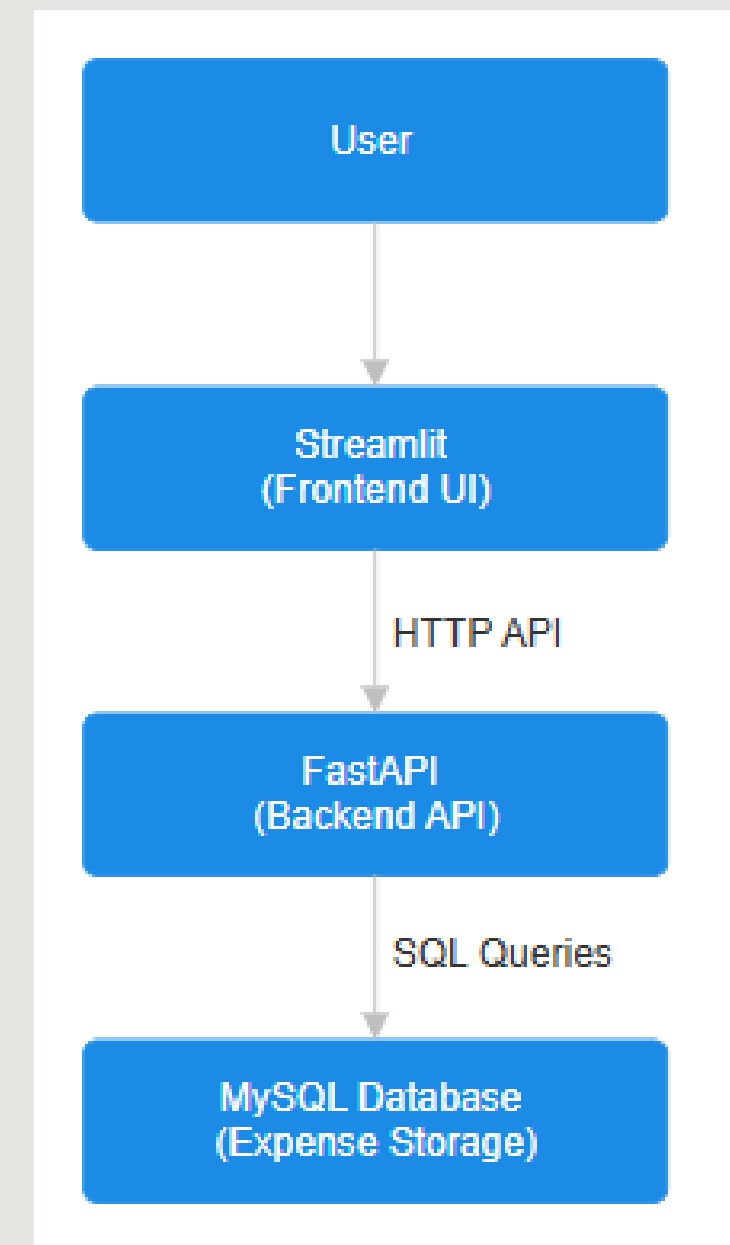 User
Streamlit
(Frontend UI)
HTTP API
FastAPI
(Backend API)
SQL Queries
MySQL Database
(Expense Storage)